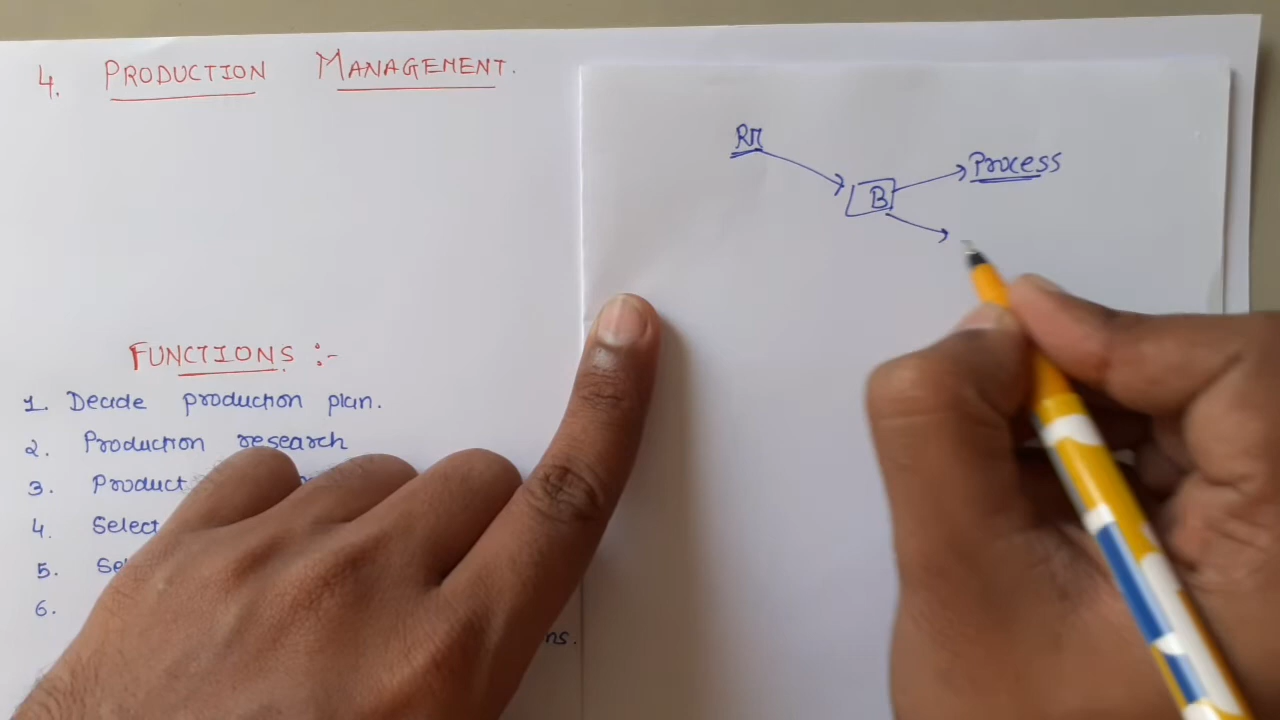 4. PRODUCTION MANAGEMENT.
FUNCTIONS :-
1. Decide production plan.
2. Production research
3. Product
4. Select
5. Se
6.
ns.
RM
B
Process